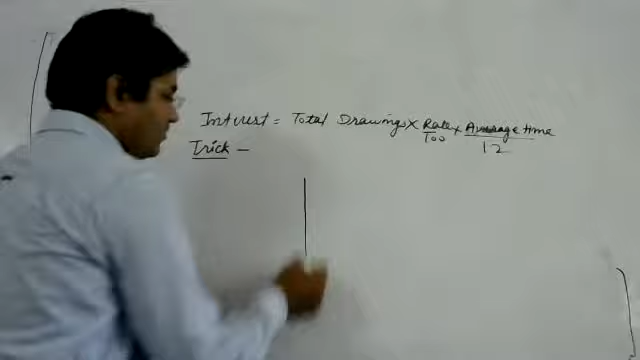 Interest = Total Drawings × Rate/100 × Average time/12
Trick –